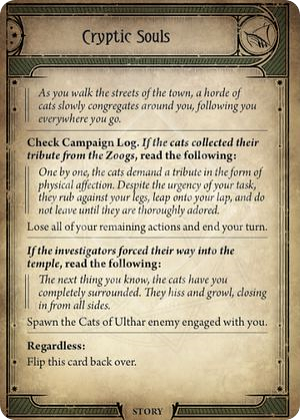 Cryptic Souls
As you walk the streets of the town, a horde of
cats slowly congregates around you, following you
everywhere you go.
Check Campaign Log. If the cats collected their
tribute from the Zoogs, read the following:
One by one, the cats demand a tribute in the form of
physical affection. Despite the urgency of your task,
they rub against your legs, leap onto your lap, and do
not leave until they are thoroughly adored.
Lose all of your remaining actions and end your turn.
If the investigators forced their way into the
temple, read the following:
The next thing you know, the cats have you
completely surrounded. They hiss and growl, closing
in from all sides.
Spawn the Cats of Ulthar enemy engaged with you.
Regardless:
Flip this card back over.
STORY